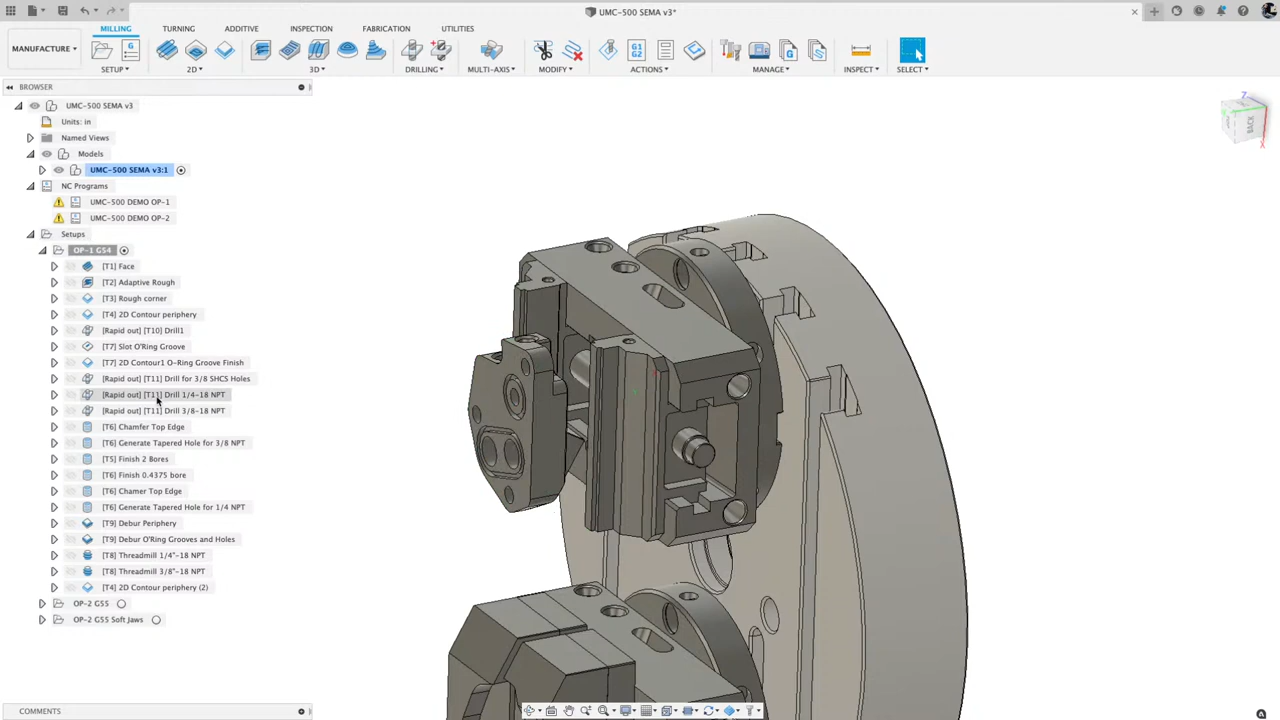 UMC-500 SEMA v3*
MANUFACTURE
MILLING TURNING ADDITIVE INSPECTION FABRICATION UTILITIES
SETUP 2D 3D DRILLING MULTI-AXIS MODIFY ACTIONS MANAGE INSPECT SELECT
G1
G2
BROWSER
UMC-500 SEMA v3
Units: in
Named Views
Models
UMC-500 SEMA v3:1
NC Programs
UMC-500 DEMO OP-1
UMC-500 DEMO OP-2
Setups
OP-1 G54
[T1] Face
[T2] Adaptive Rough
[T3] Rough corner
[T4] 2D Contour periphery
[Rapid out] [T10] Drill1
[T7] Slot O'Ring Groove
[T7] 2D Contour1 O-Ring Groove Finish
[Rapid out] [T11] Drill for 3/8 SHCS Holes
[Rapid out] [T11] Drill 1/4-18 NPT
[Rapid out] [T11] Drill 3/8-18 NPT
[T6] Chamfer Top Edge
[T6] Generate Tapered Hole for 3/8 NPT
[T5] Finish 2 Bores
[T6] Finish 0.4375 bore
[T6] Chamer Top Edge
[T6] Generate Tapered Hole for 1/4 NPT
[T9] Debur Periphery
[T9] Debur O'Ring Grooves and Holes
[T8] Threadmill 1/4"-18 NPT
[T8] Threadmill 3/8"-18 NPT
[T4] 2D Contour periphery (2)
OP-2 G55
OP-2 G55 Soft Jaws
COMMENTS
Z
BACK
X